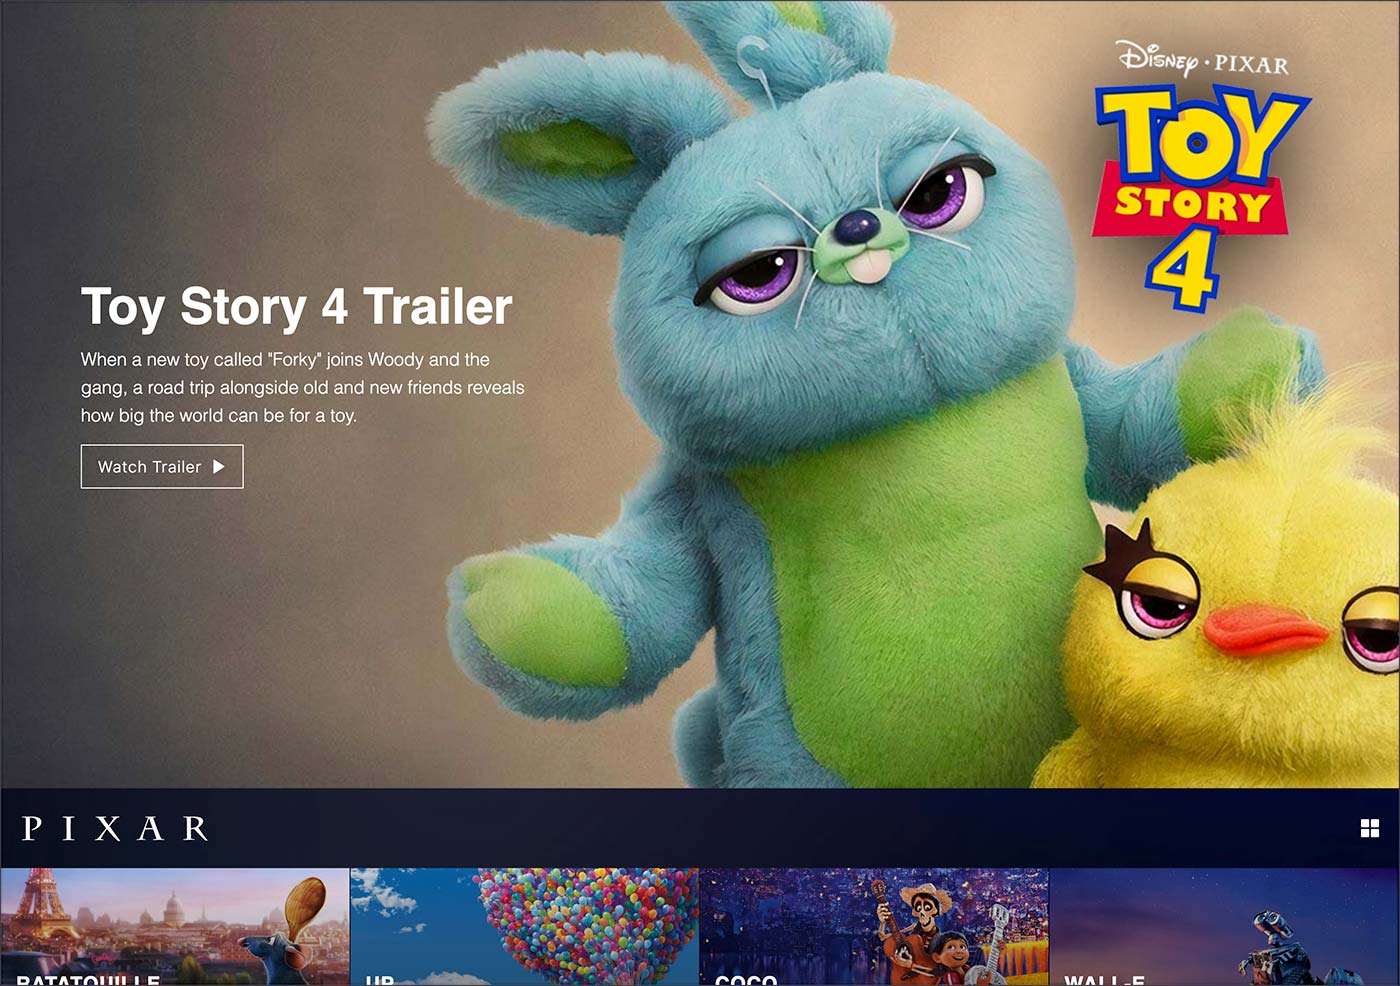 Disney · PIXAR
TOY
STORY
4
Toy Story 4 Trailer
When a new toy called "Forky" joins Woody and the
gang, a road trip alongside old and new friends reveals
how big the world can be for a toy.
Watch Trailer
PIXAR
RATATOUILLE
UP
COCO
WALL-E